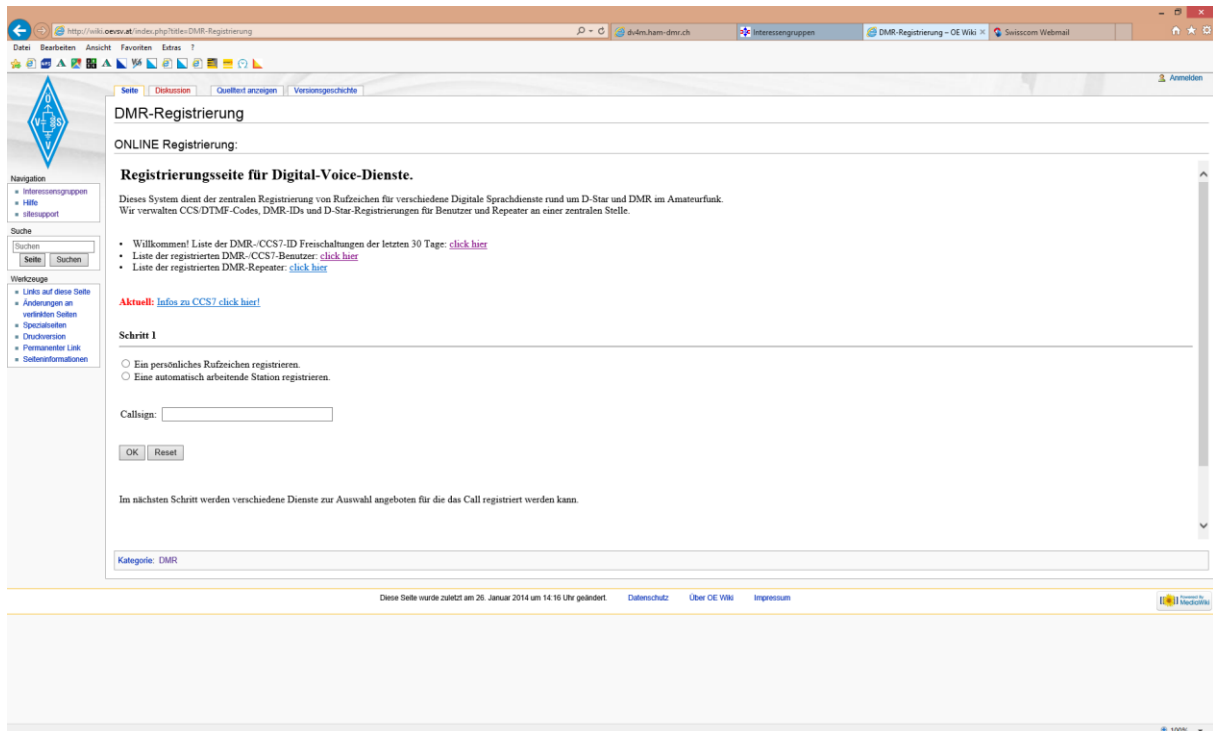 http://wiki.oevsv.at/index.php?title=DMR-Registrierung
dv4m.ham-dmr.ch
Interessengruppen
DMR-Registrierung – OE Wiki
Swisscom Webmail
Datei Bearbeiten Ansicht Favoriten Extras ?
Anmelden
Seite Diskussion Quelltext anzeigen Versionsgeschichte
DMR-Registrierung
ONLINE Registrierung:
Navigation
Interessensgruppen
Hilfe
sitesupport
Suche
Suchen
Seite Suchen
Werkzeuge
Links auf diese Seite
Änderungen an
verlinkten Seiten
Spezialseiten
Druckversion
Permanenter Link
Seiteninformationen
Registrierungsseite für Digital-Voice-Dienste.
Dieses System dient der zentralen Registrierung von Rufzeichen für verschiedene Digitale Sprachdienste rund um D-Star und DMR im Amateurfunk.
Wir verwalten CCS/DTMF-Codes, DMR-IDs und D-Star-Registrierungen für Benutzer und Repeater an einer zentralen Stelle.
• Willkommen! Liste der DMR-/CCS7-ID Freischaltungen der letzten 30 Tage: click hier
• Liste der registrierten DMR-/CCS7-Benutzer: click hier
• Liste der registrierten DMR-Repeater: click hier
Aktuell: Infos zu CCS7 click hier!
Schritt 1
Ein persönliches Rufzeichen registrieren.
Eine automatisch arbeitende Station registrieren.
Callsign:
OK Reset
Im nächsten Schritt werden verschiedene Dienste zur Auswahl angeboten für die das Call registriert werden kann.
Kategorie: DMR
Diese Seite wurde zuletzt am 26. Januar 2014 um 14:16 Uhr geändert. Datenschutz Über OE Wiki Impressum
Powered By
MediaWiki
100%